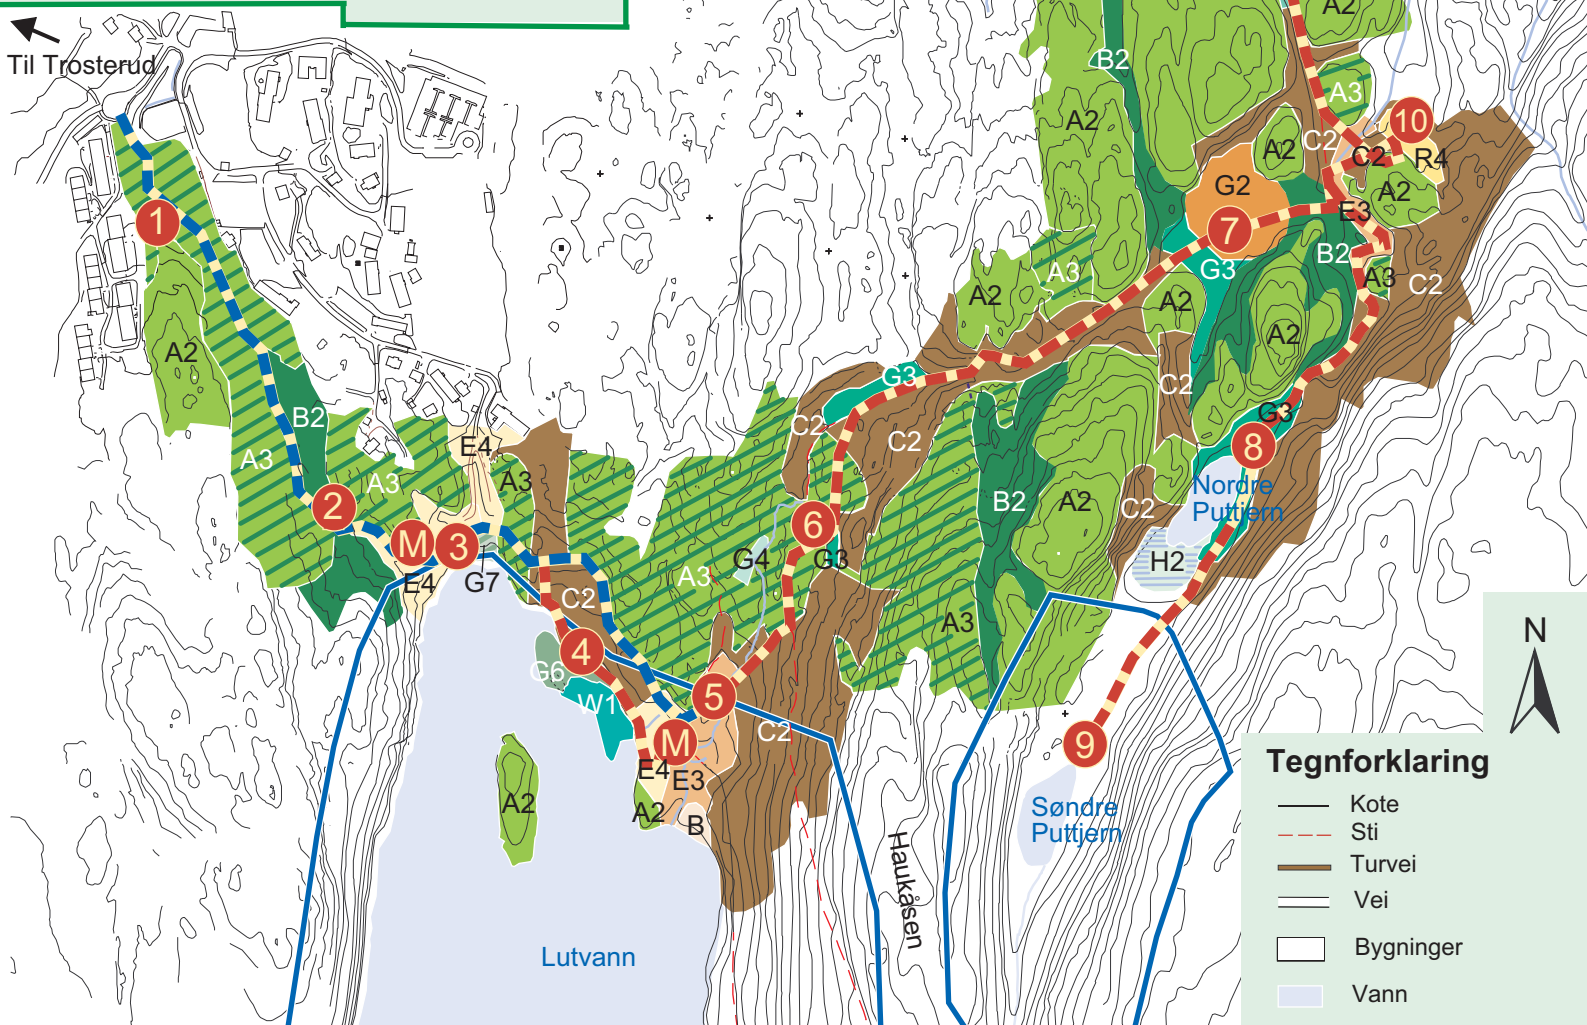 Til Trosterud
A2
B2
A3
A2
10
C2
C2
R4
A2
A2
G2
E3
1
7
B2
G3
A3
A3
C2
A2
A2
A2
A2
G3
C2
G3
B2
C2
C2
8
E4
A3
A3
A3
2
B2
A2
C2
Nordre
Puttjern
6
M
3
G4
G3
H2
E4
G7
A3
C2
A3
N
4
G6
5
W1
C2
M
9
E4
E3
A2
A2
B
Søndre
Puttjern
Haukåsen
Lutvann
Tegnforklaring
Kote
Sti
Turvei
Vei
Bygninger
Vann